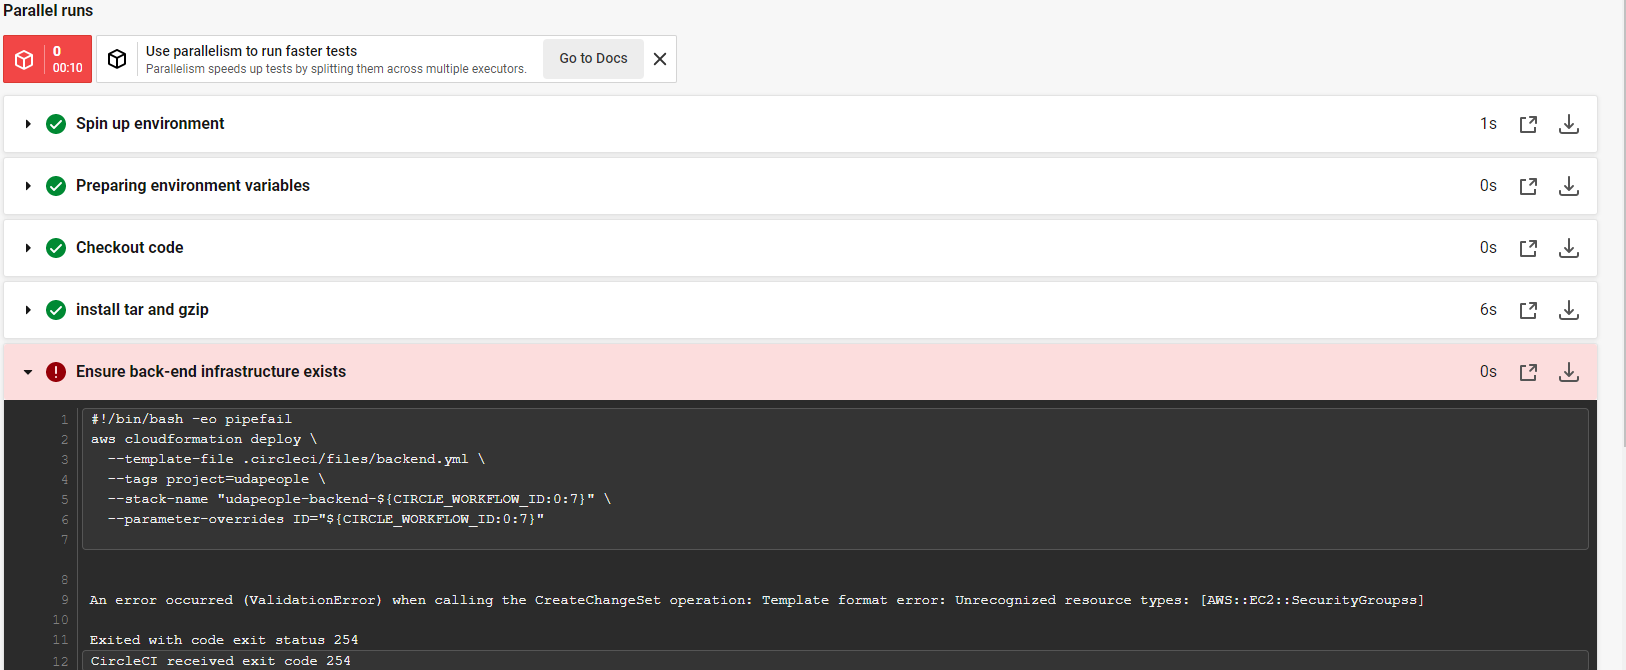 Parallel runs
0
00:10
Use parallelism to run faster tests
Parallelism speeds up tests by splitting them across multiple executors.
Go to Docs
Spin up environment
1s
Preparing environment variables
0s
Checkout code
0s
install tar and gzip
6s
Ensure back-end infrastructure exists
0s
1 #!/bin/bash -eo pipefail
2 aws cloudformation deploy \
3 --template-file .circleci/files/backend.yml \
4 --tags project=udapeople \
5 --stack-name "udapeople-backend-${CIRCLE_WORKFLOW_ID:0:7}" \
6 --parameter-overrides ID="${CIRCLE_WORKFLOW_ID:0:7}"
7
8
9 An error occurred (ValidationError) when calling the CreateChangeSet operation: Template format error: Unrecognized resource types: [AWS::EC2::SecurityGroupss]
10
11 Exited with code exit status 254
12 CircleCI received exit code 254